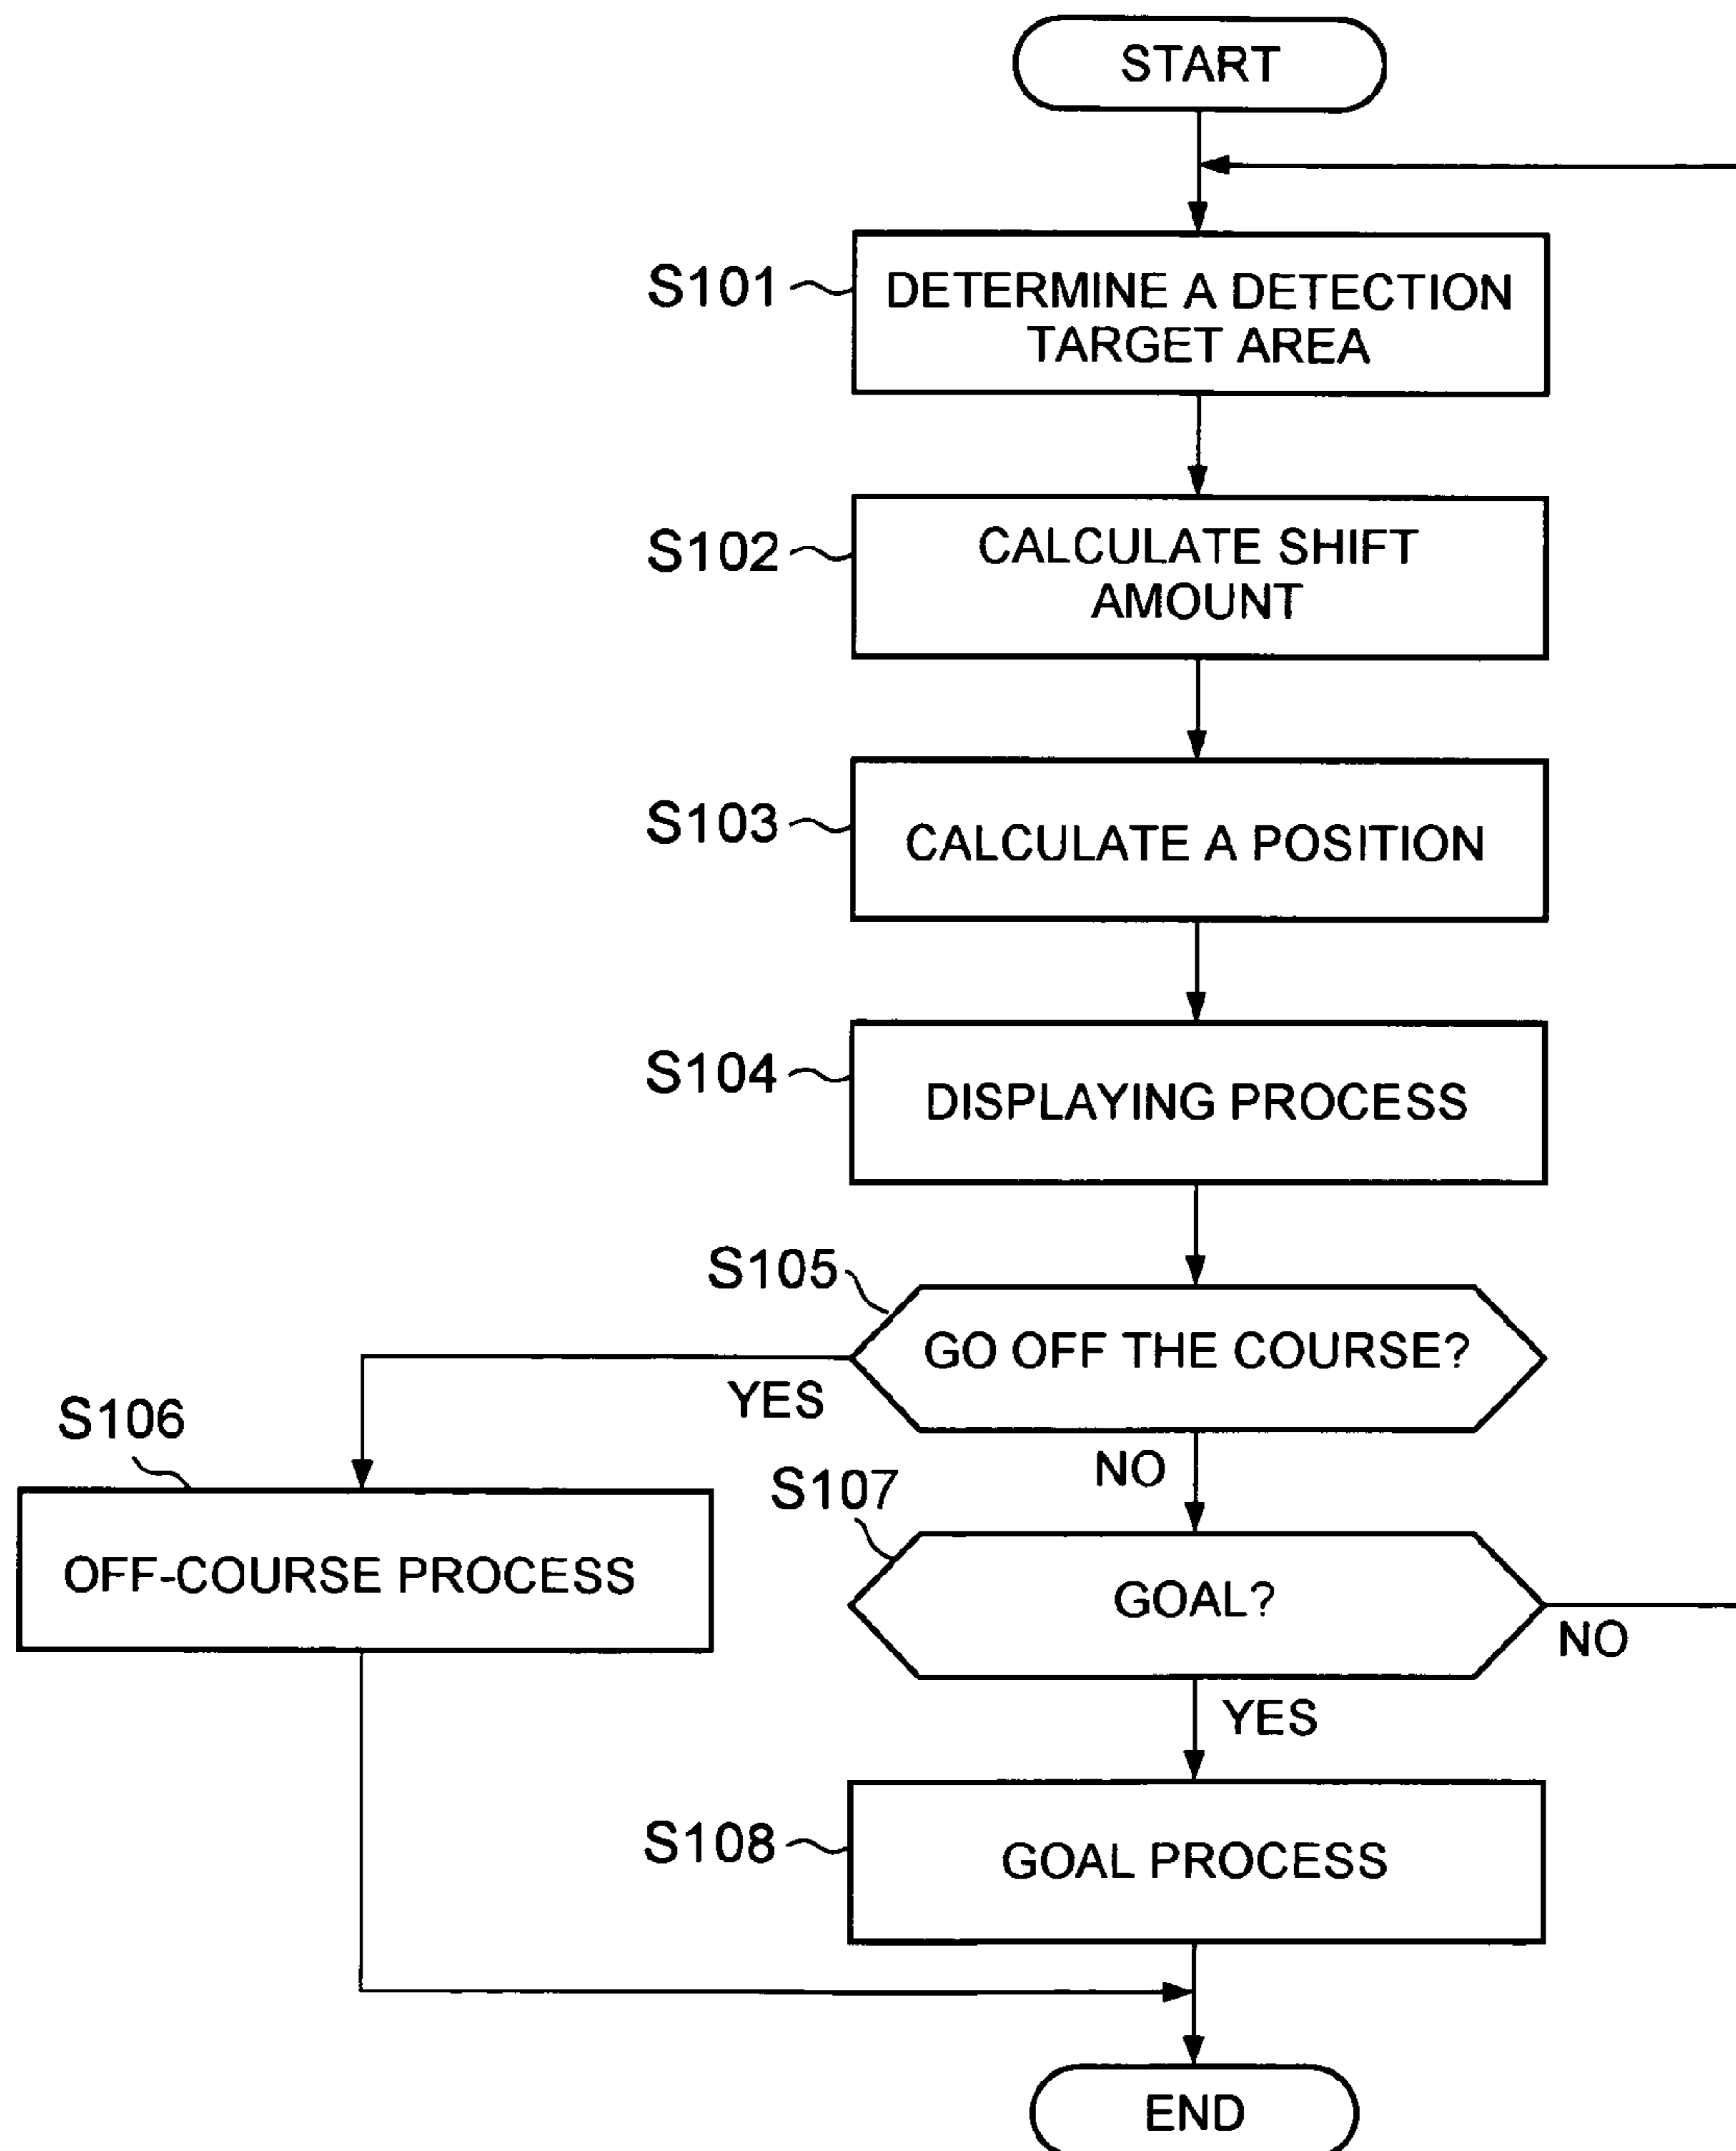 START
S101
DETERMINE A DETECTION
TARGET AREA
S102
CALCULATE SHIFT
AMOUNT
S103
CALCULATE A POSITION
S104
DISPLAYING PROCESS
S105
GO OFF THE COURSE?
YES
NO
S106
OFF-COURSE PROCESS
S107
GOAL?
NO
YES
S108
GOAL PROCESS
END